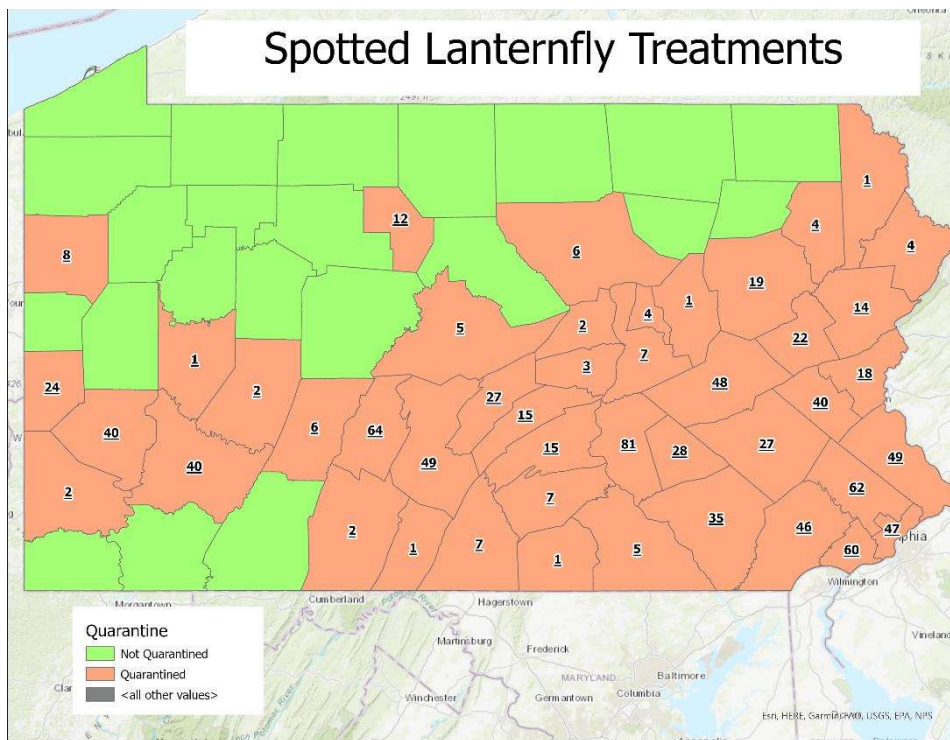 Spotted Lanternfly Treatments
1
12
4
8
6
4
19
14
5
2
4
1
22
1
3
7
18
24
2
27
48
40
40
6
64
15
49
40
49
15
81
28
27
2
62
7
35
46
47
2
1
7
1
5
60
Wilmington
Cumberland
Hagerstown
Morgantown
Martinsburg
Frederick
Vineland
Baltimore
MARYLAND
Winchester
Germantown
Columbia
Quarantine
Not Quarantined
Quarantined
<all other values>